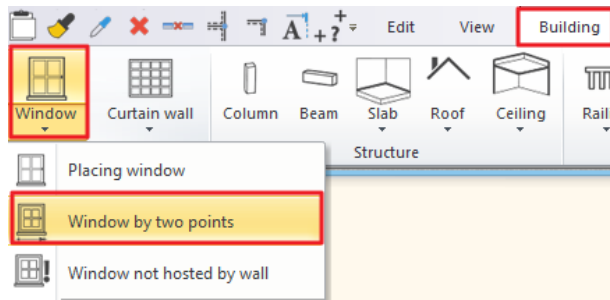 Edit View Building
Window Curtain wall Column Beam Slab Roof Ceiling Raili
Structure
Placing window
Window by two points
Window not hosted by wall